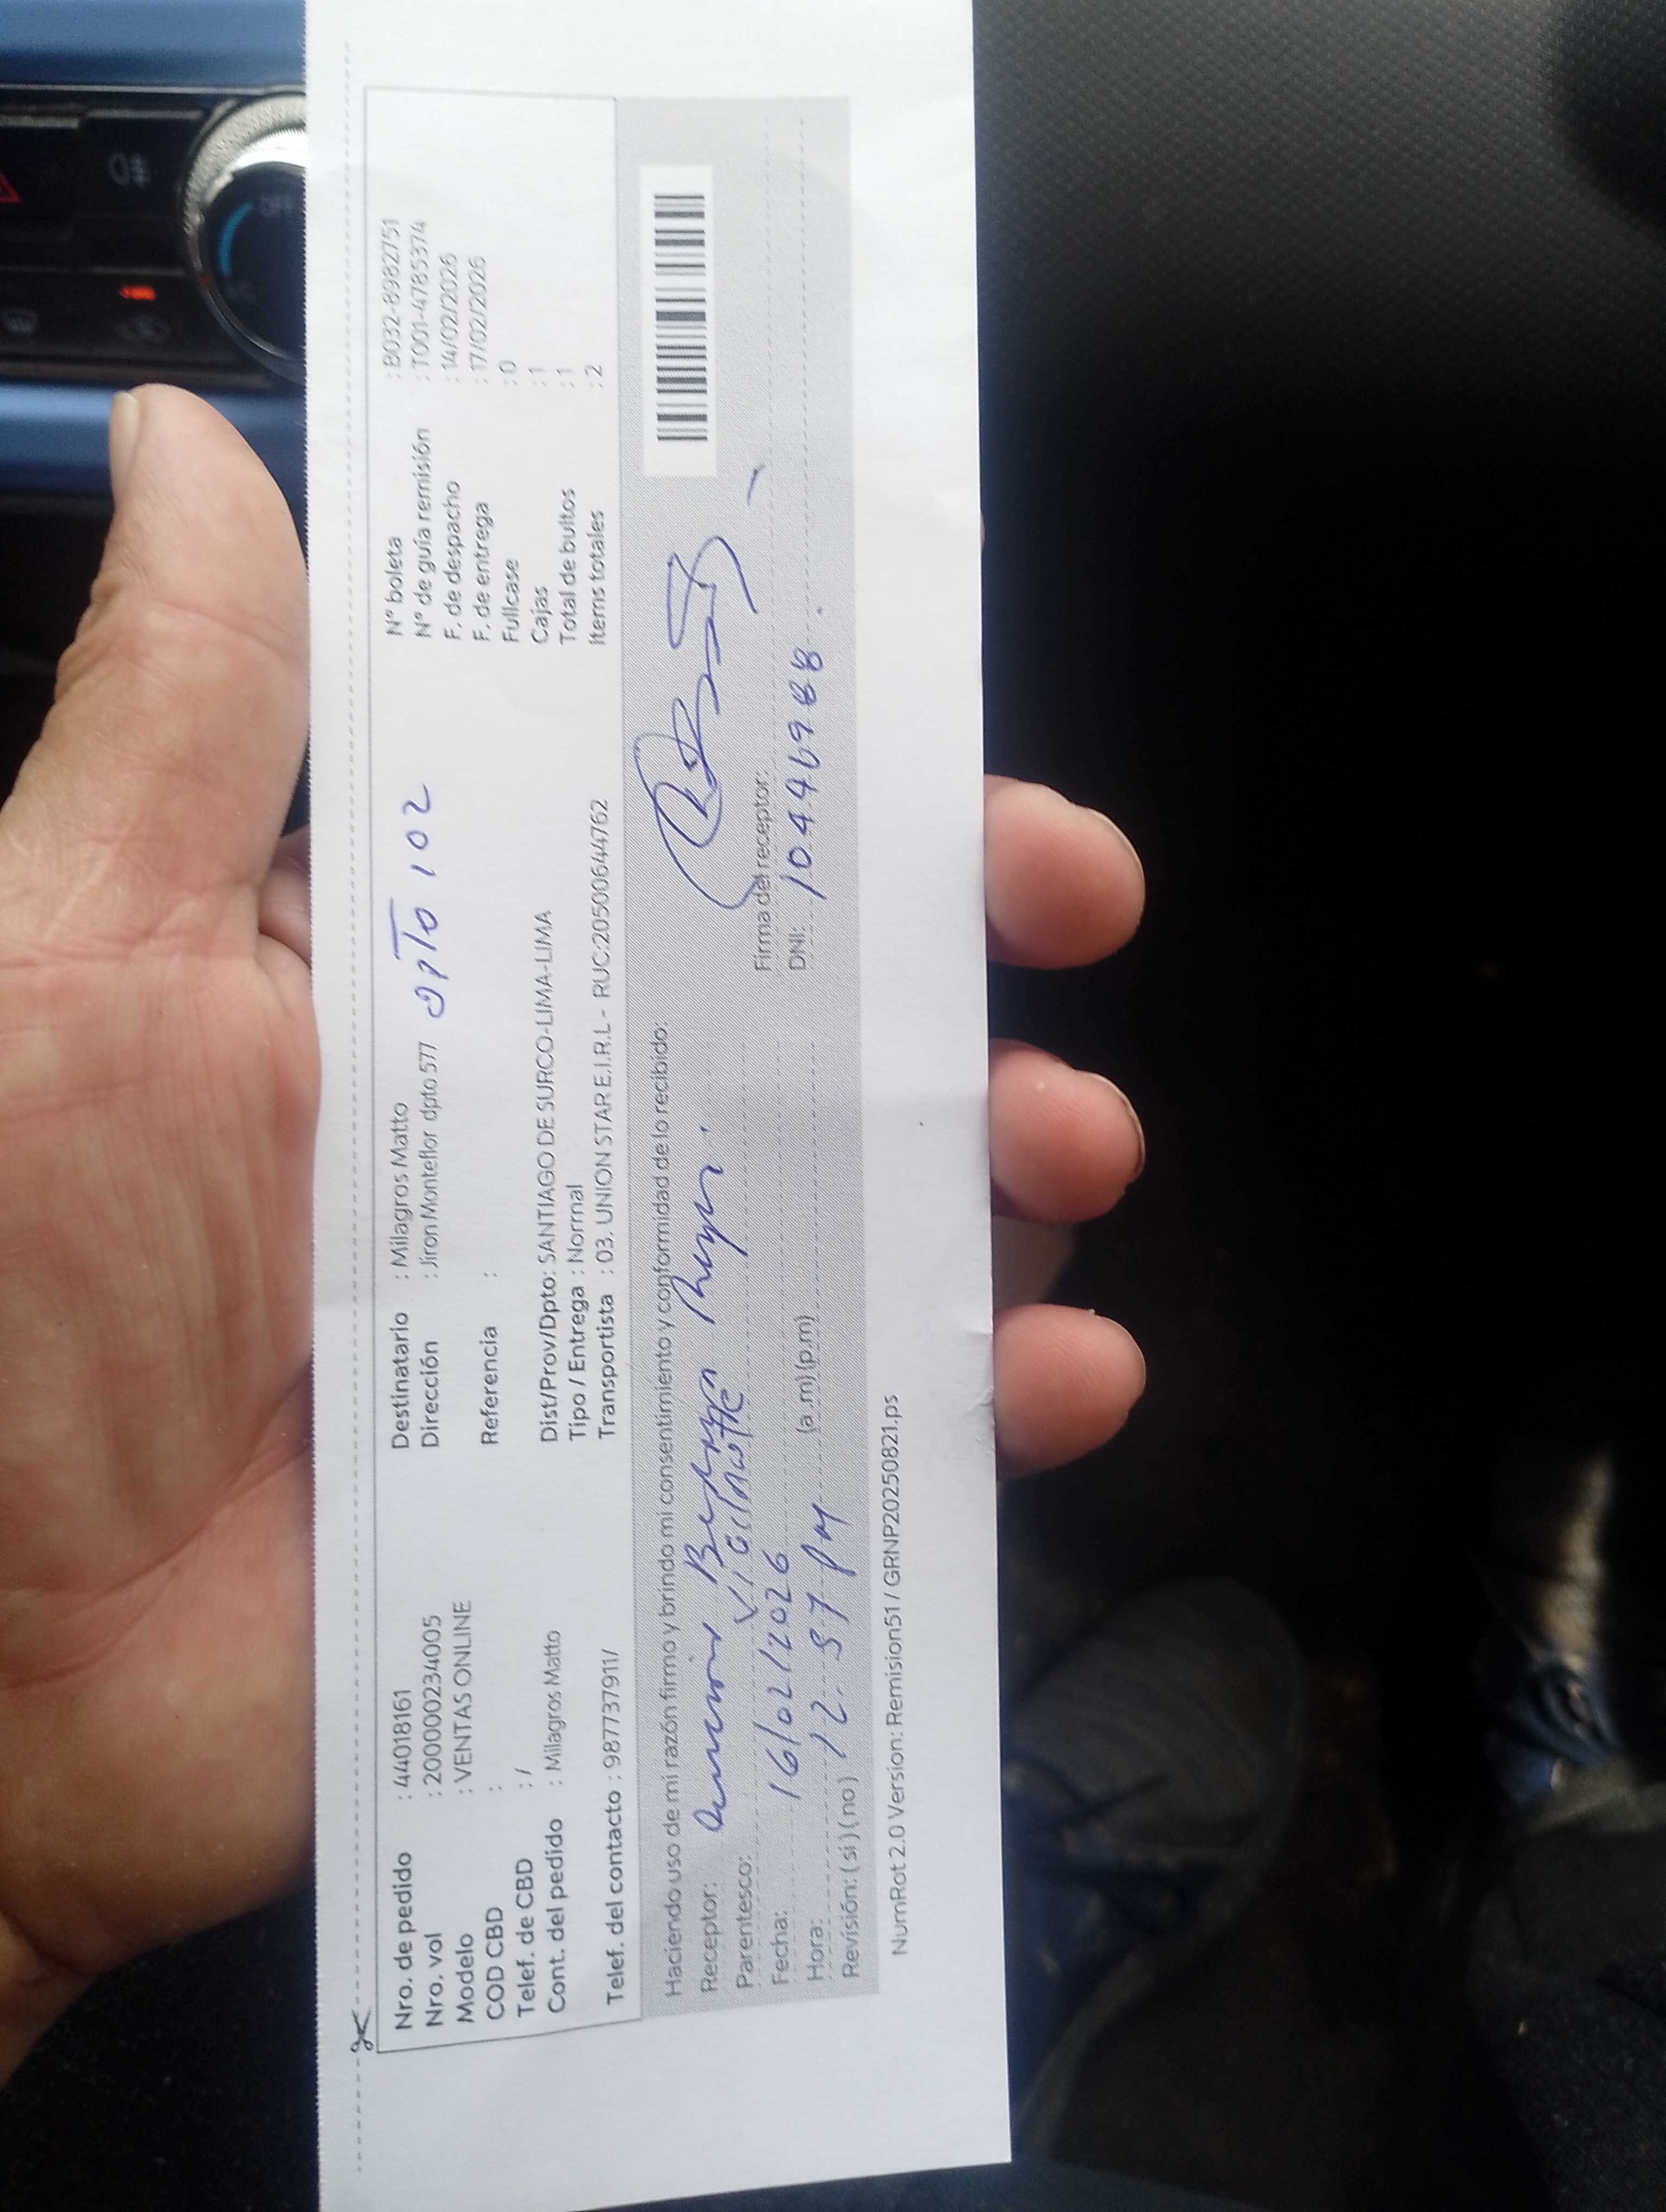 Nro. de pedido : 44018161
Nro. vol : 2000000234005
Modelo : VENTAS ONLINE
COD CBD :
Telef. de CBD : /
Cont. del pedido : Milagros Matto
Telef. del contacto : 987737911/
Destinatario : Milagros Matto
Dirección : Jiron Monteflor dpto 577 DPTO 102
Referencia :
Dist/Prov/Dpto: SANTIAGO DE SURCO-LIMA-LIMA
Tipo / Entrega : Normal
Transportista : 03. UNION STAR E.I.R.L - RUC:20500644762
N° boleta : B032-8982751
N° de guía remisión : T001-4785374
F. de despacho : 14/02/2026
F. de entrega : 17/02/2026
Fullcase : 0
Cajas : 1
Total de bultos : 1
Items totales : 2
Haciendo uso de mi razón firmo y brindo mi consentimiento y conformidad de lo recibido:
Receptor:
Parentesco: VIGILANTE
Fecha: 16/02/2026
Hora: 12.57 PM (a.m) (p.m)
Revisión: ( si ) ( no )
Firma del receptor:
DNI: 10446988
NumRot 2.0 Version: Remision51 / GRNP20250821.ps
OFF